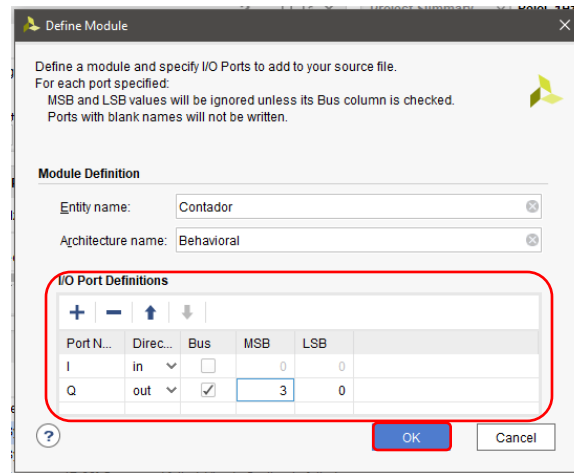 Project Summary
Define Module
Define a module and specify I/O Ports to add to your source file.
For each port specified:
MSB and LSB values will be ignored unless its Bus column is checked.
Ports with blank names will not be written.
Module Definition
Entity name: Contador
Architecture name: Behavioral
I/O Port Definitions
Port N... Direc... Bus MSB LSB
I in 0 0
Q out 3 0
? OK Cancel